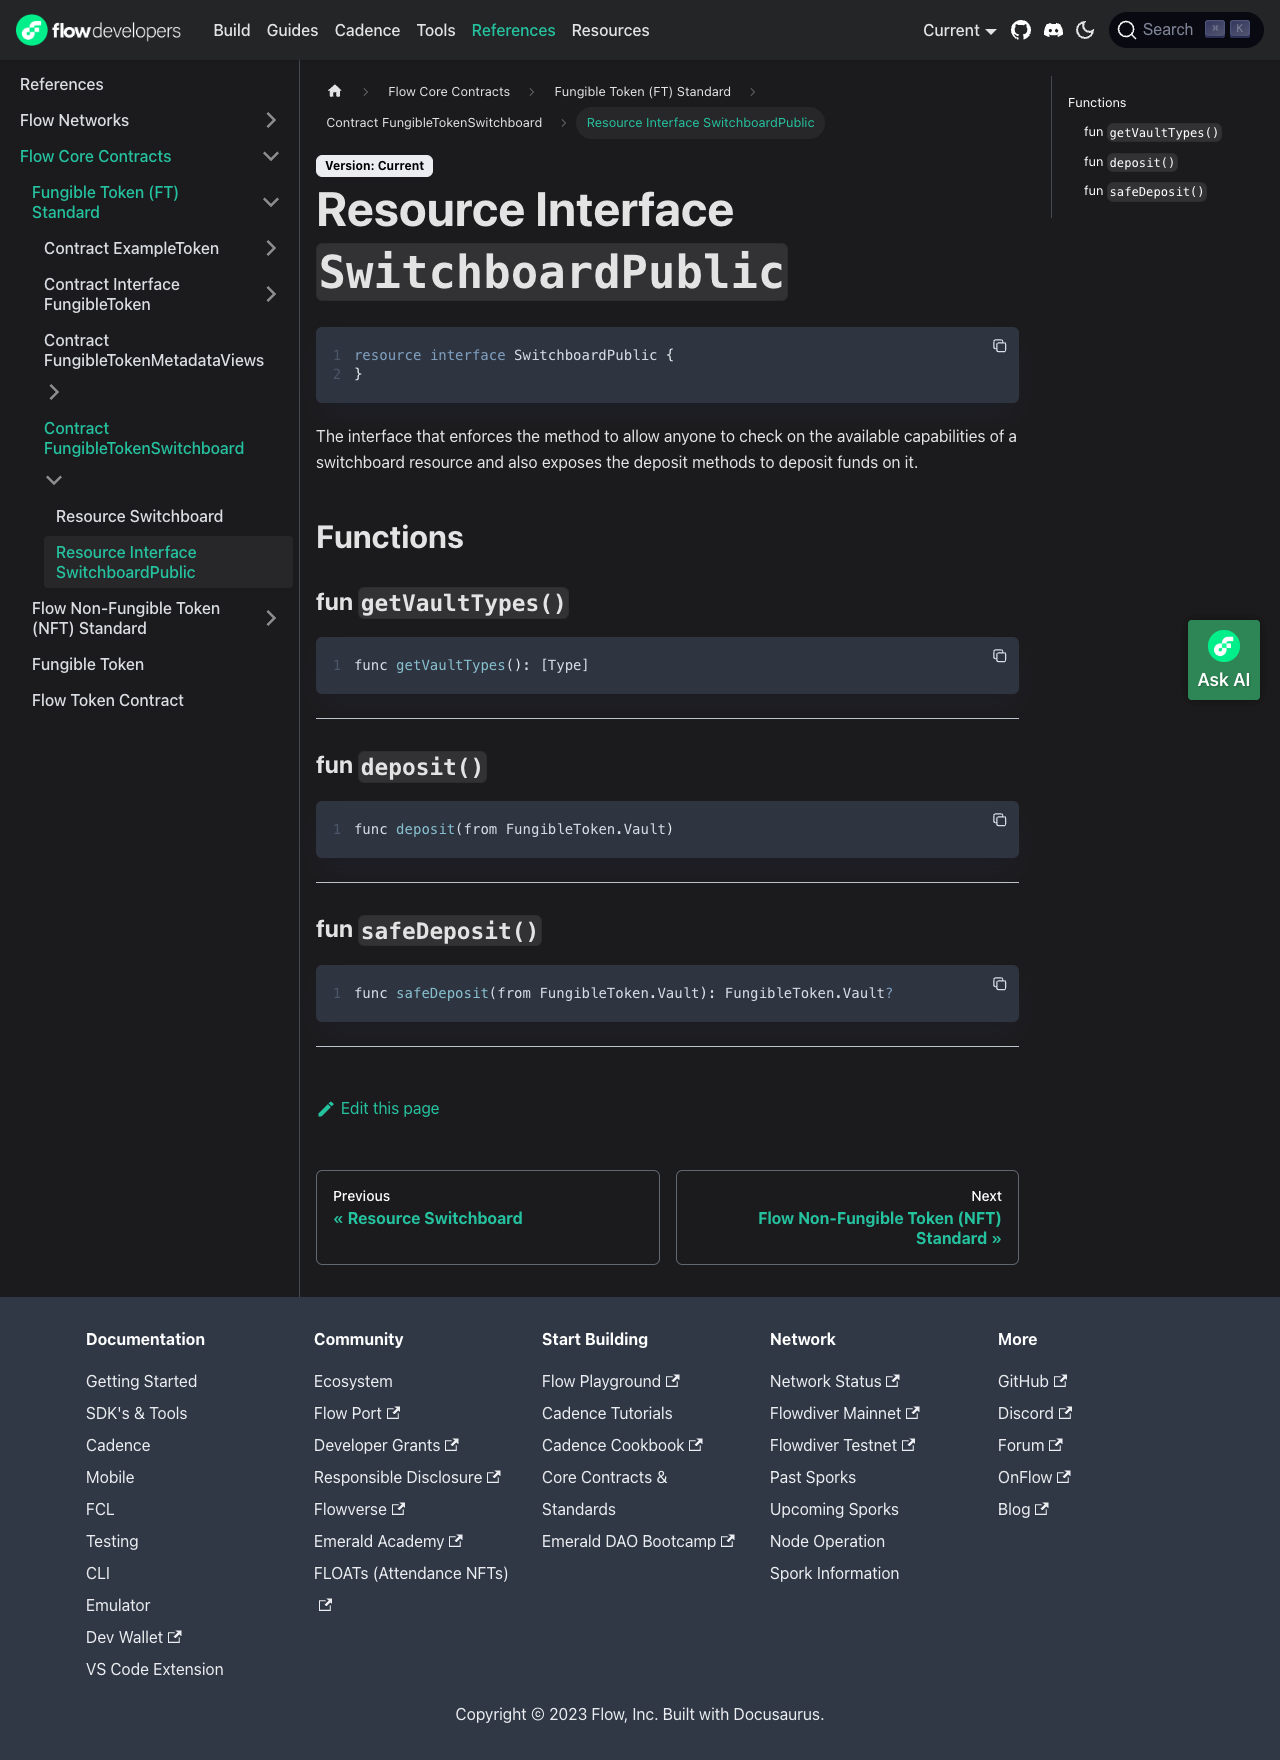 flowdevelopers
Build
Guides
Cadence
Tools
References
Resources
Current
Search
⌘
K
References
Flow Networks
Flow Core Contracts
Fungible Token (FT)
Standard
Contract ExampleToken
Contract Interface
FungibleToken
Contract
FungibleTokenMetadataViews
Contract
FungibleTokenSwitchboard
Resource Switchboard
Resource Interface
SwitchboardPublic
Flow Non-Fungible Token
(NFT) Standard
Fungible Token
Flow Token Contract
Flow Core Contracts
Fungible Token (FT) Standard
Contract FungibleTokenSwitchboard
Resource Interface SwitchboardPublic
Version: Current
Resource Interface
SwitchboardPublic
1 resource interface SwitchboardPublic {
2 }
The interface that enforces the method to allow anyone to check on the available capabilities of a
switchboard resource and also exposes the deposit methods to deposit funds on it.
Functions
fun getVaultTypes()
1 func getVaultTypes(): [Type]
fun deposit()
1 func deposit(from FungibleToken.Vault)
fun safeDeposit()
1 func safeDeposit(from FungibleToken.Vault): FungibleToken.Vault?
Edit this page
Previous
« Resource Switchboard
Next
Flow Non-Fungible Token (NFT)
Standard »
Functions
fun getVaultTypes()
fun deposit()
fun safeDeposit()
Ask AI
Documentation
Getting Started
SDK's & Tools
Cadence
Mobile
FCL
Testing
CLI
Emulator
Dev Wallet
VS Code Extension
Community
Ecosystem
Flow Port
Developer Grants
Responsible Disclosure
Flowverse
Emerald Academy
FLOATs (Attendance NFTs)
Start Building
Flow Playground
Cadence Tutorials
Cadence Cookbook
Core Contracts &
Standards
Emerald DAO Bootcamp
Network
Network Status
Flowdiver Mainnet
Flowdiver Testnet
Past Sporks
Upcoming Sporks
Node Operation
Spork Information
More
GitHub
Discord
Forum
OnFlow
Blog
Copyright © 2023 Flow, Inc. Built with Docusaurus.